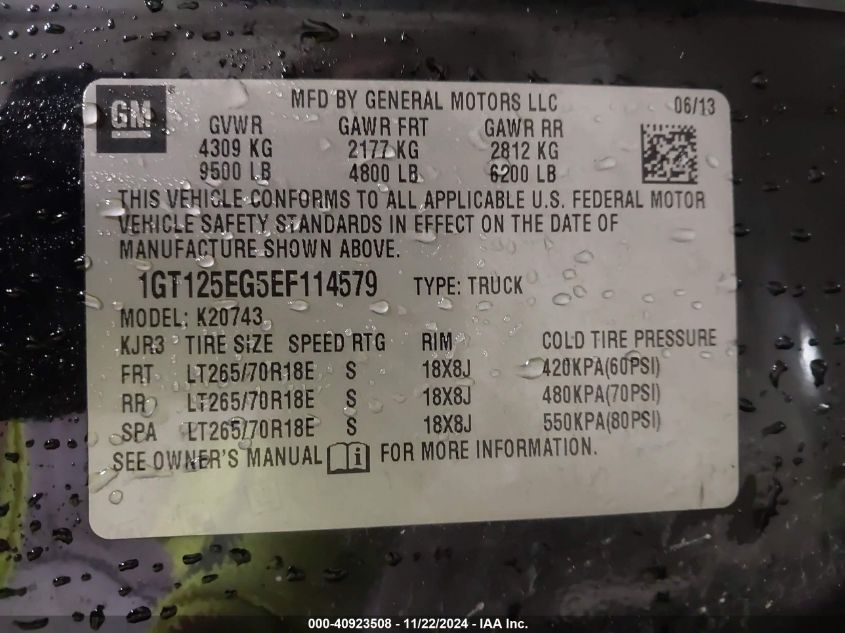 GM
MFD BY GENERAL MOTORS LLC 06/13
GVWR GAWR FRT GAWR RR
4309 KG 2177 KG 2812 KG
9500 LB 4800 LB 6200 LB
THIS VEHICLE CONFORMS TO ALL APPLICABLE U.S. FEDERAL MOTOR
VEHICLE SAFETY STANDARDS IN EFFECT ON THE DATE OF
MANUFACTURE SHOWN ABOVE.
1GT125EG5EF114579 TYPE: TRUCK
MODEL: K20743
KJR3 TIRE SIZE SPEED RTG RIM COLD TIRE PRESSURE
FRT LT265/70R18E S 18X8J 420KPA(60PSI)
RR LT265/70R18E S 18X8J 480KPA(70PSI)
SPA LT265/70R18E S 18X8J 550KPA(80PSI)
SEE OWNER'S MANUAL i FOR MORE INFORMATION.
000-40923508 - 11/22/2024 - IAA Inc.